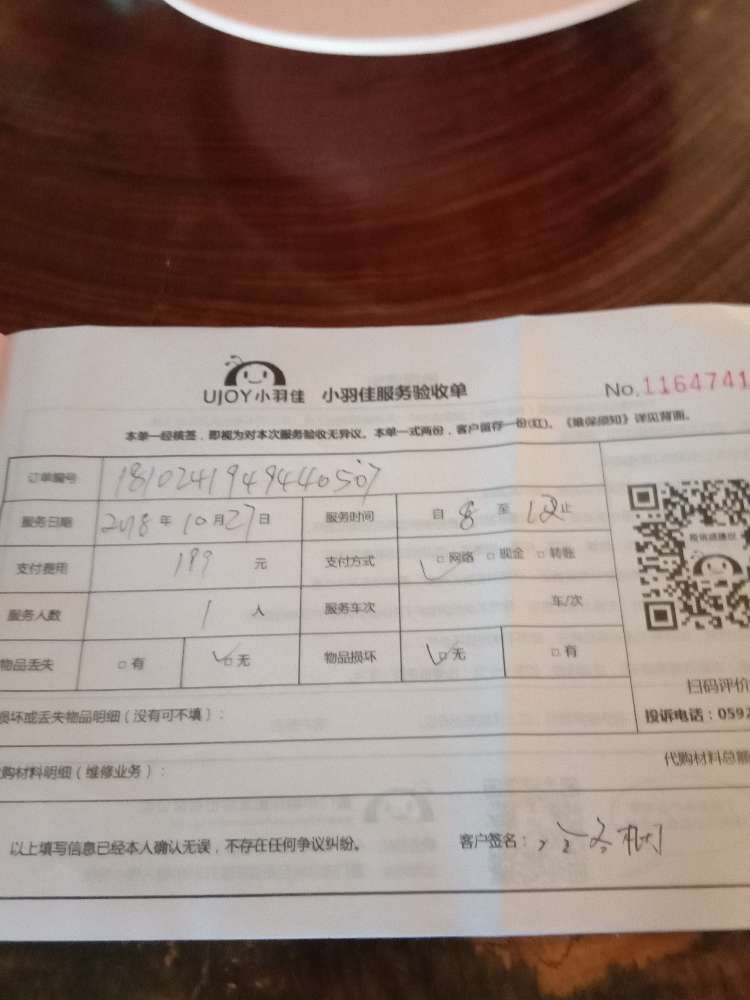 UJOY小羽佳 小羽佳服务验收单 No.1164741
本单一经核签，即视为对本次服务验收无异议。本单一式两份，客户留存一份(红)。《维保须知》详见背面。
订单编号 1810241949440507
服务日期 2018年10月27日 服务时间 自 8 至 12 止
支付费用 199 元 支付方式 □网络 □现金 □转账
服务人数 1 人 服务车次 车/次
物品丢失 □有 □无 物品损坏 □无 □有
扫码评价
损坏或丢失物品明细（没有可不填）： 投诉电话：0592
购材料明细（维修业务）： 代购材料总额
以上填写信息已经本人确认无误，不存在任何争议纠纷。 客户签名：